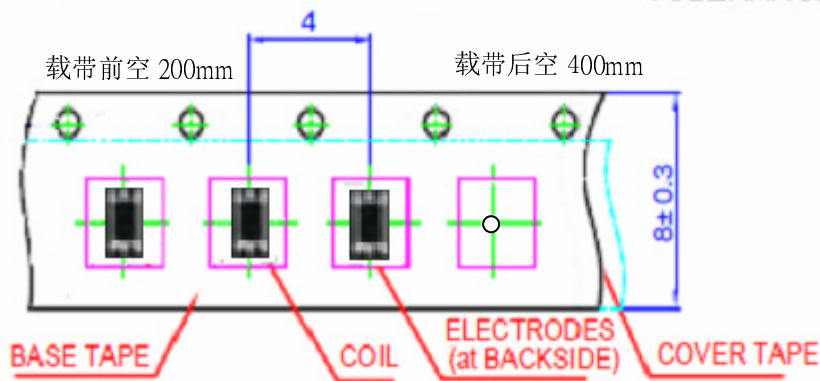 4
载带前空 200mm
载带后空 400mm
8± 0.3
ELECTRODES
(at BACKSIDE)
BASE TAPE
COIL
COVER TAPE